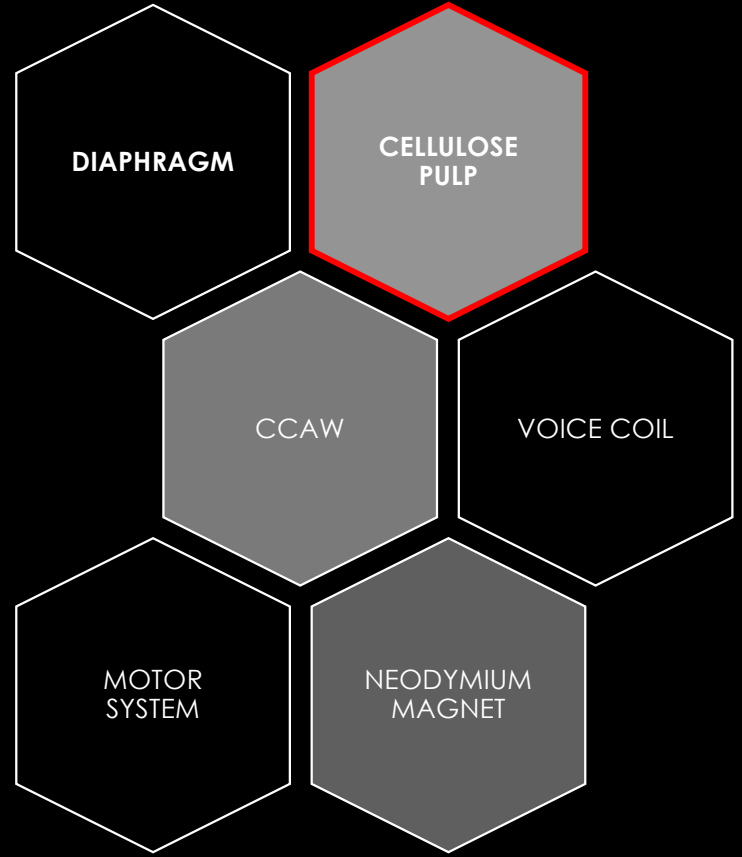 DIAPHRAGM
CELLULOSE
PULP
CCAW
VOICE COIL
MOTOR
SYSTEM
NEODYMIUM
MAGNET